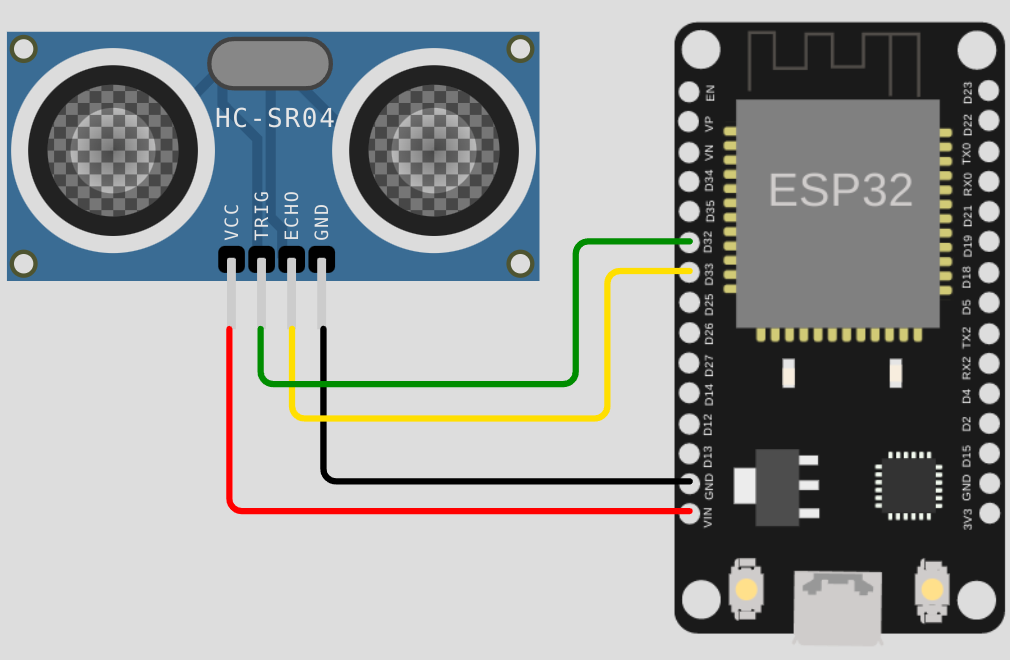 HC-SR04
VCC
TRIG
ECHO
GND
ESP32
EN
VP
VN
D34
D35
D32
D33
D25
D26
D27
D14
D12
D13
GND
VIN
D23
D22
TX0
RX0
D21
D19
D18
D5
TX2
RX2
D4
D2
D15
GND
3V3